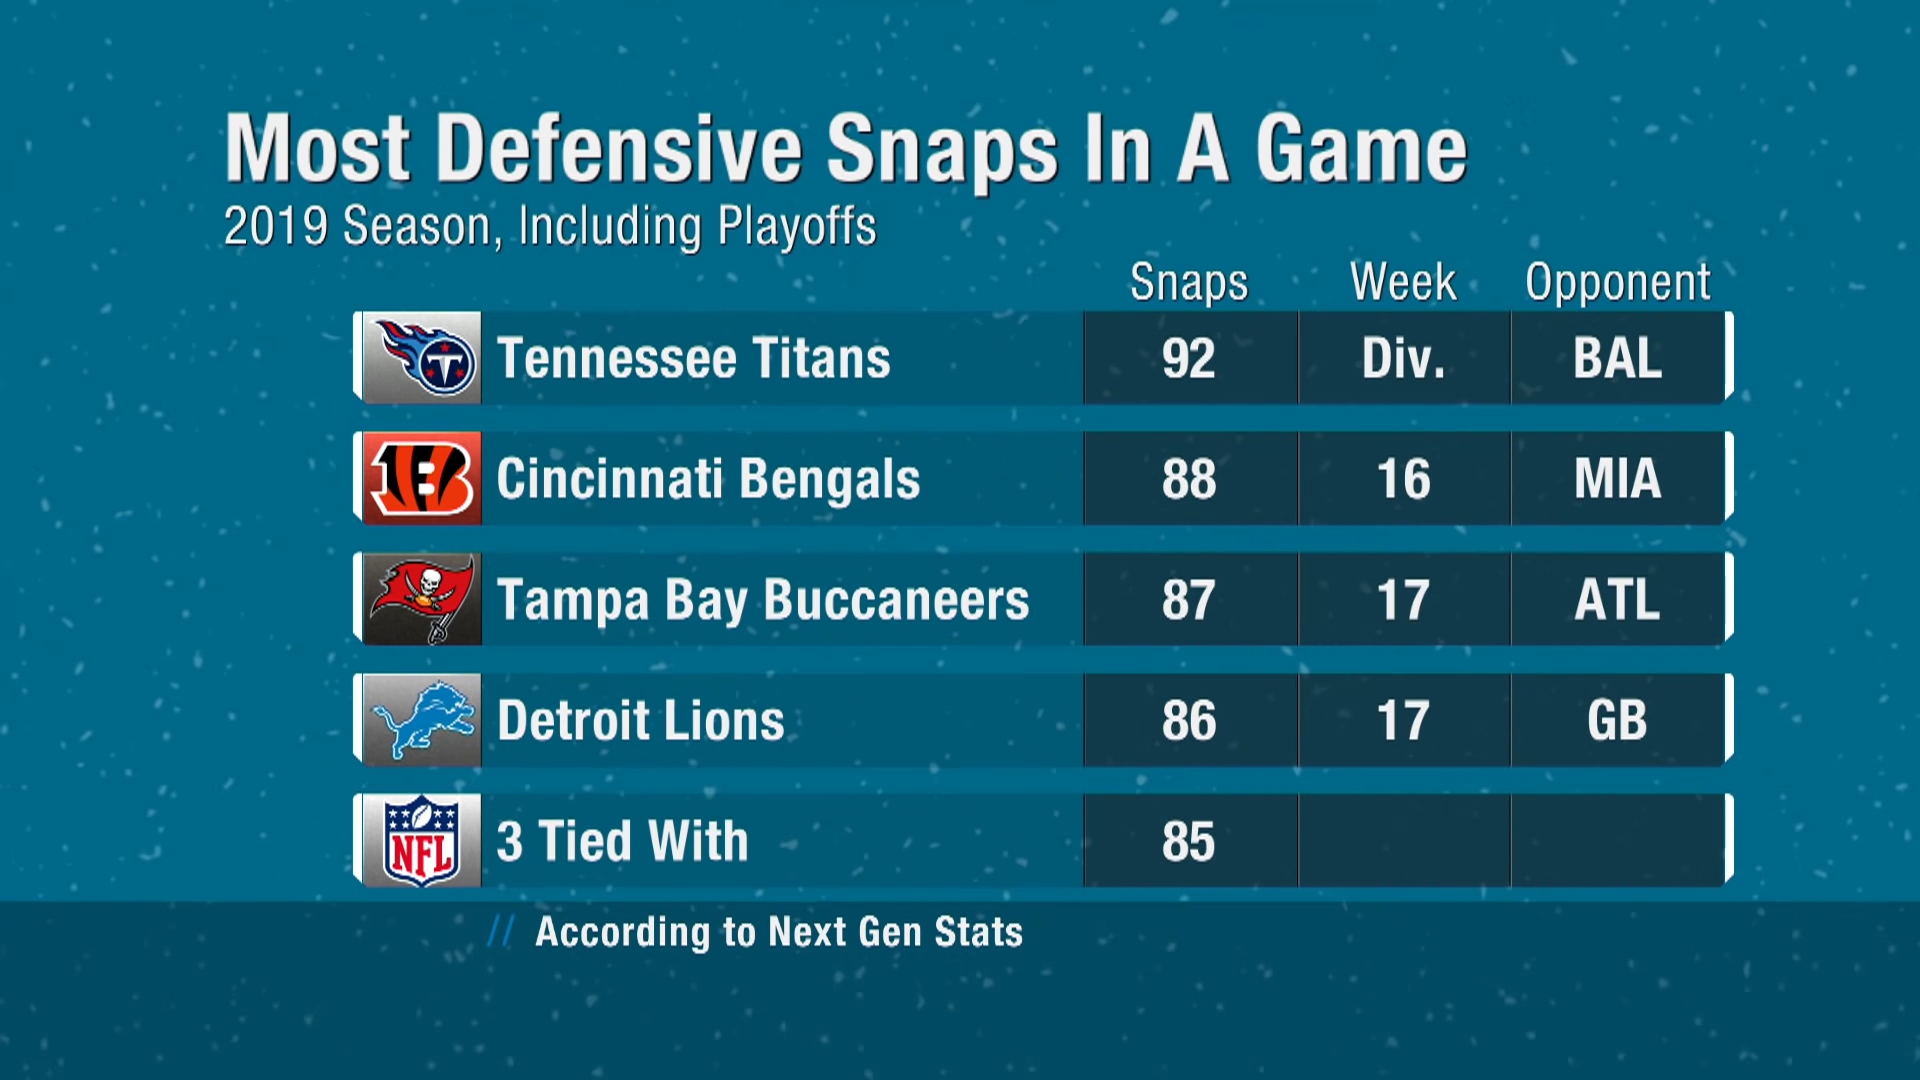 Most Defensive Snaps In A Game
2019 Season, Including Playoffs
Snaps Week Opponent
Tennessee Titans 92 Div. BAL
Cincinnati Bengals 88 16 MIA
Tampa Bay Buccaneers 87 17 ATL
Detroit Lions 86 17 GB
NFL 3 Tied With 85
// According to Next Gen Stats